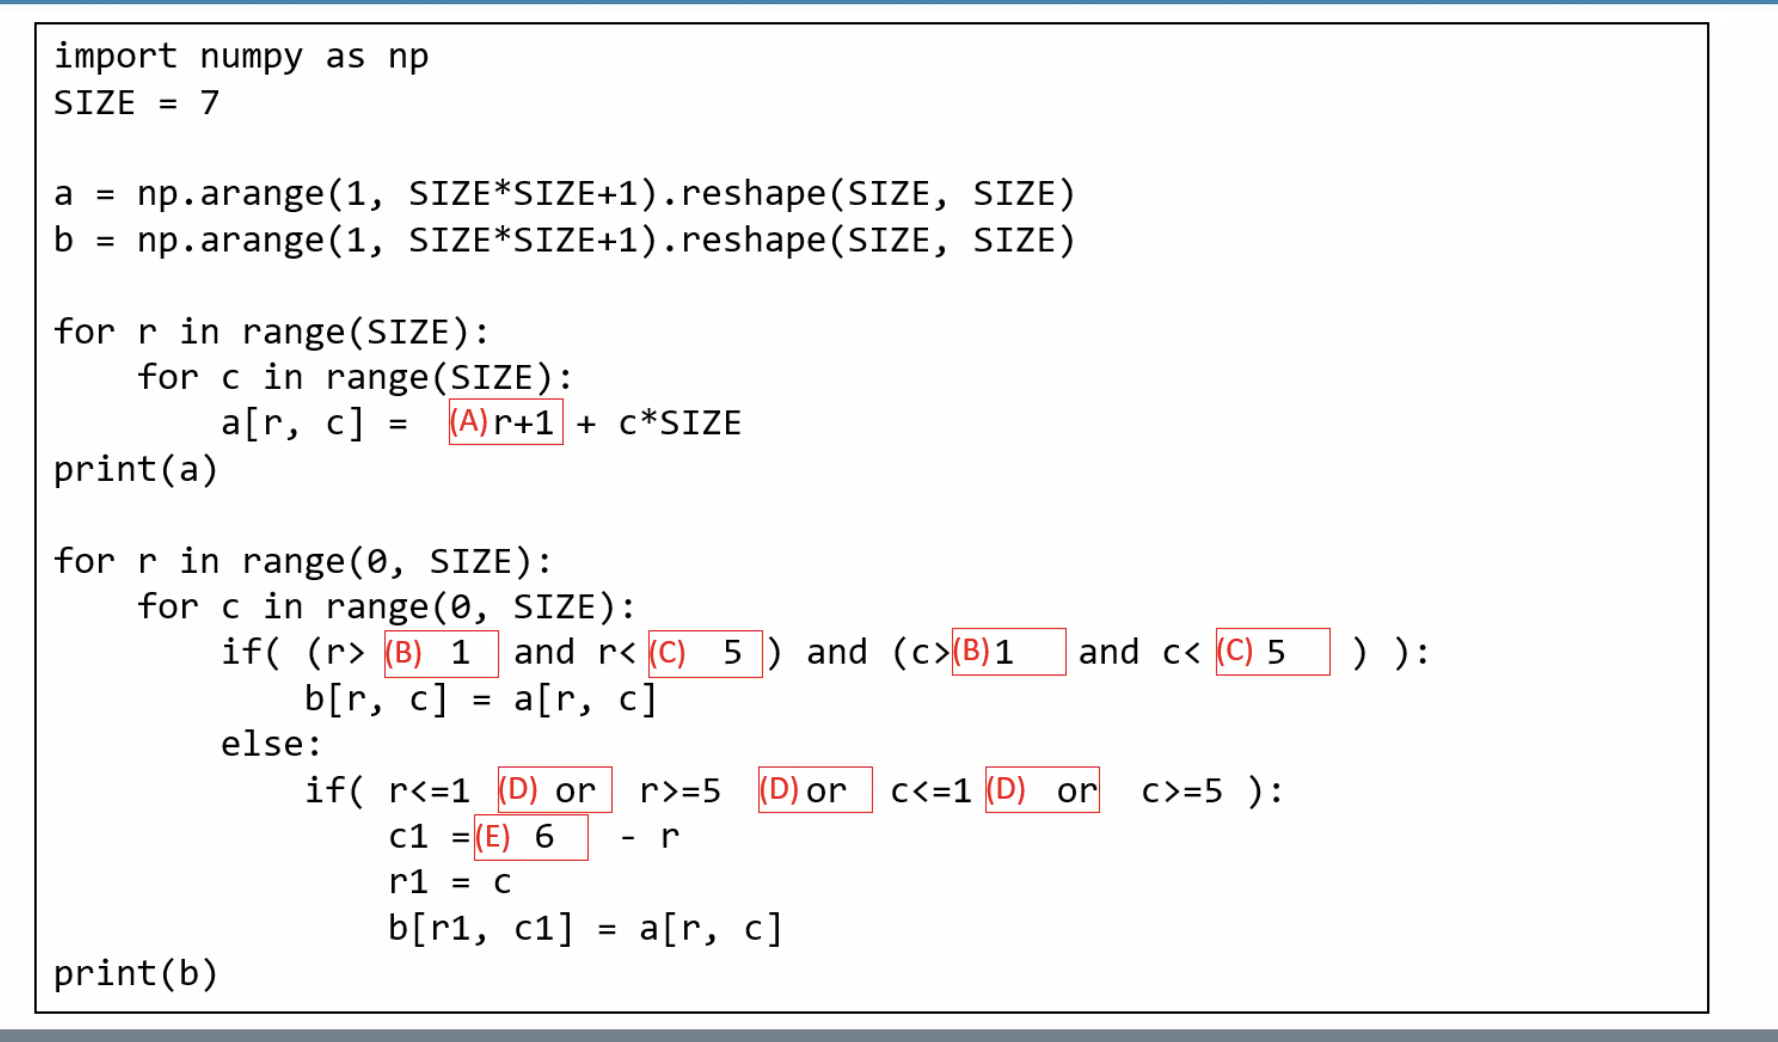 import numpy as np
SIZE = 7
a = np.arange(1, SIZE*SIZE+1).reshape(SIZE, SIZE)
b = np.arange(1, SIZE*SIZE+1).reshape(SIZE, SIZE)
for r in range(SIZE):
    for c in range(SIZE):
        a[r, c] = (A) r+1 + c*SIZE
print(a)
for r in range(0, SIZE):
    for c in range(0, SIZE):
        if( (r> (B) 1 and r< (C) 5 ) and (c> (B) 1 and c< (C) 5 ) ):
            b[r, c] = a[r, c]
        else:
            if( r<=1 (D) or r>=5 (D) or c<=1 (D) or c>=5 ):
                c1 = (E) 6 - r
                r1 = c
                b[r1, c1] = a[r, c]
print(b)